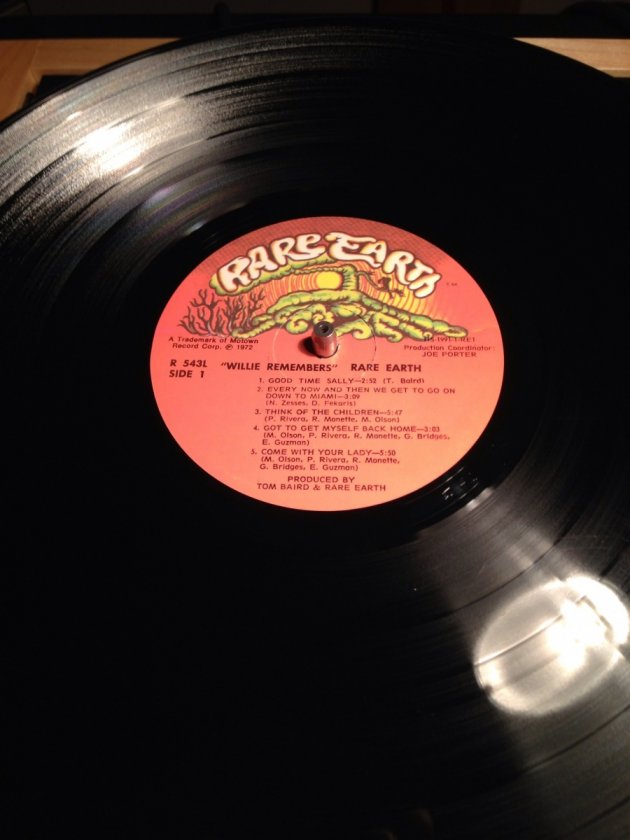 RARE EARTH
A Trademark of Motown
Record Corp. ℗ 1972
Production Coordinator:
JOE PORTER
R 543L "WILLIE REMEMBERS" RARE EARTH
SIDE 1
1. GOOD TIME SALLY—2:52 (T. Baird)
2. EVERY NOW AND THEN WE GET TO GO ON
DOWN TO MIAMI—3:09
(N. Zesses, D. Fekaris)
3. THINK OF THE CHILDREN—5:47
(P. Rivera, R. Monette, M. Olson)
4. GOT TO GET MYSELF BACK HOME—3:03
(M. Olson, P. Rivera, R. Monette, G. Bridges,
E. Guzman)
5. COME WITH YOUR LADY—5:50
(M. Olson, P. Rivera, R. Monette,
G. Bridges, E. Guzman)
PRODUCED BY
TOM BAIRD & RARE EARTH